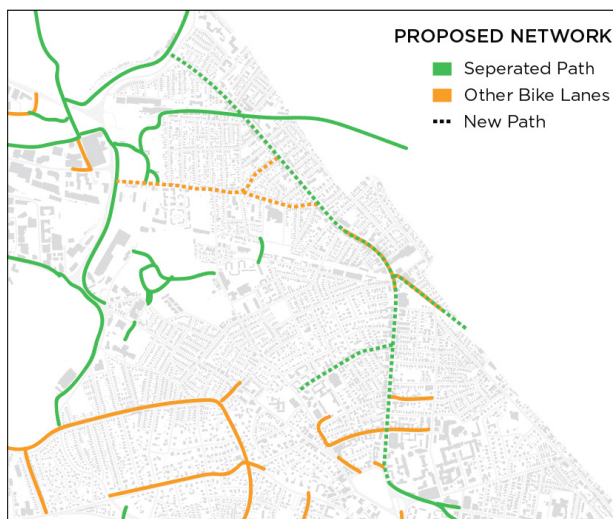 PROPOSED NETWORK
Seperated Path
Other Bike Lanes
New Path